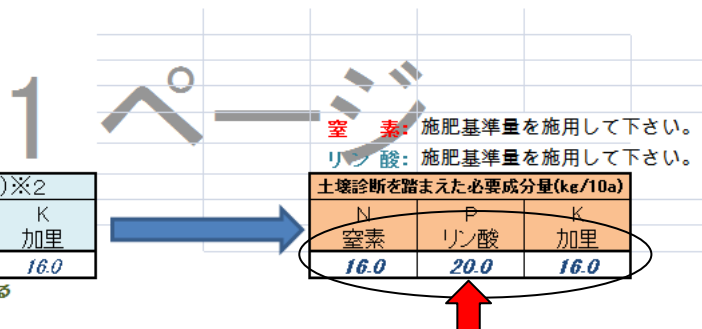 1 ページ
窒　素: 施肥基準量を施用して下さい。
リン 酸: 施肥基準量を施用して下さい。
)※2
K
加里
16.0
る
土壌診断を踏まえた必要成分量(kg/10a)
N P K
窒素 リン酸 加里
16.0 20.0 16.0